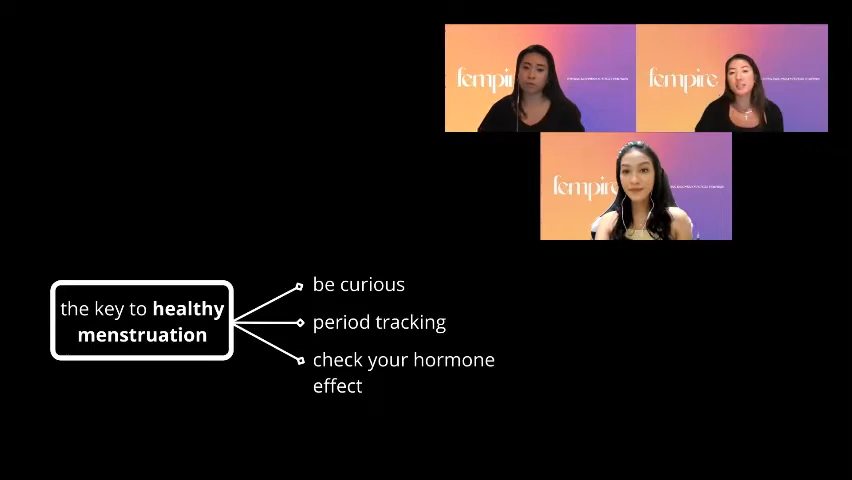 fempire
fempire
fempire
the key to healthy
menstruation
be curious
period tracking
check your hormone
effect